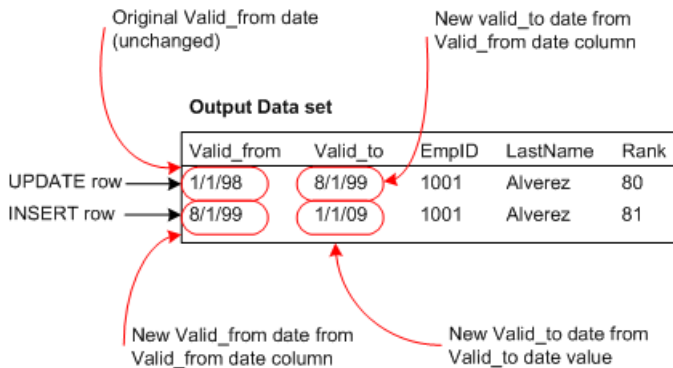 Original Valid_from date
(unchanged)
New valid_to date from
Valid_from date column
Output Data set
Valid_from Valid_to EmpID LastName Rank
UPDATE row 1/1/98 8/1/99 1001 Alverez 80
INSERT row 8/1/99 1/1/09 1001 Alverez 81
New Valid_from date from
Valid_from date column
New Valid_to date from
Valid_to date value